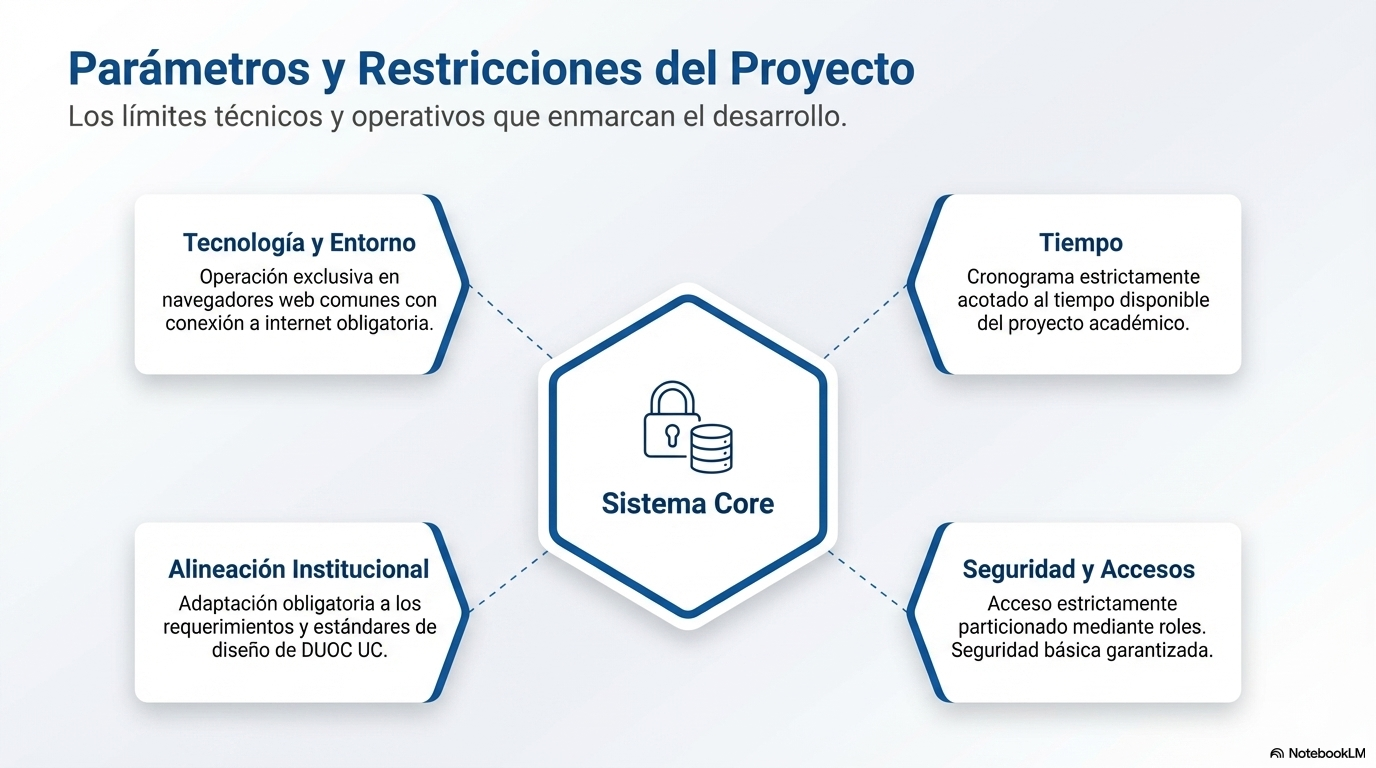 Parámetros y Restricciones del Proyecto
Los límites técnicos y operativos que enmarcan el desarrollo.
Tecnología y Entorno
Operación exclusiva en
navegadores web comunes con
conexión a internet obligatoria.
Tiempo
Cronograma estrictamente
acotado al tiempo disponible
del proyecto académico.
Sistema Core
Alineación Institucional
Adaptación obligatoria a los
requerimientos y estándares de
diseño de DUOC UC.
Seguridad y Accesos
Acceso estrictamente
particionado mediante roles.
Seguridad básica garantizada.
NotebookLM